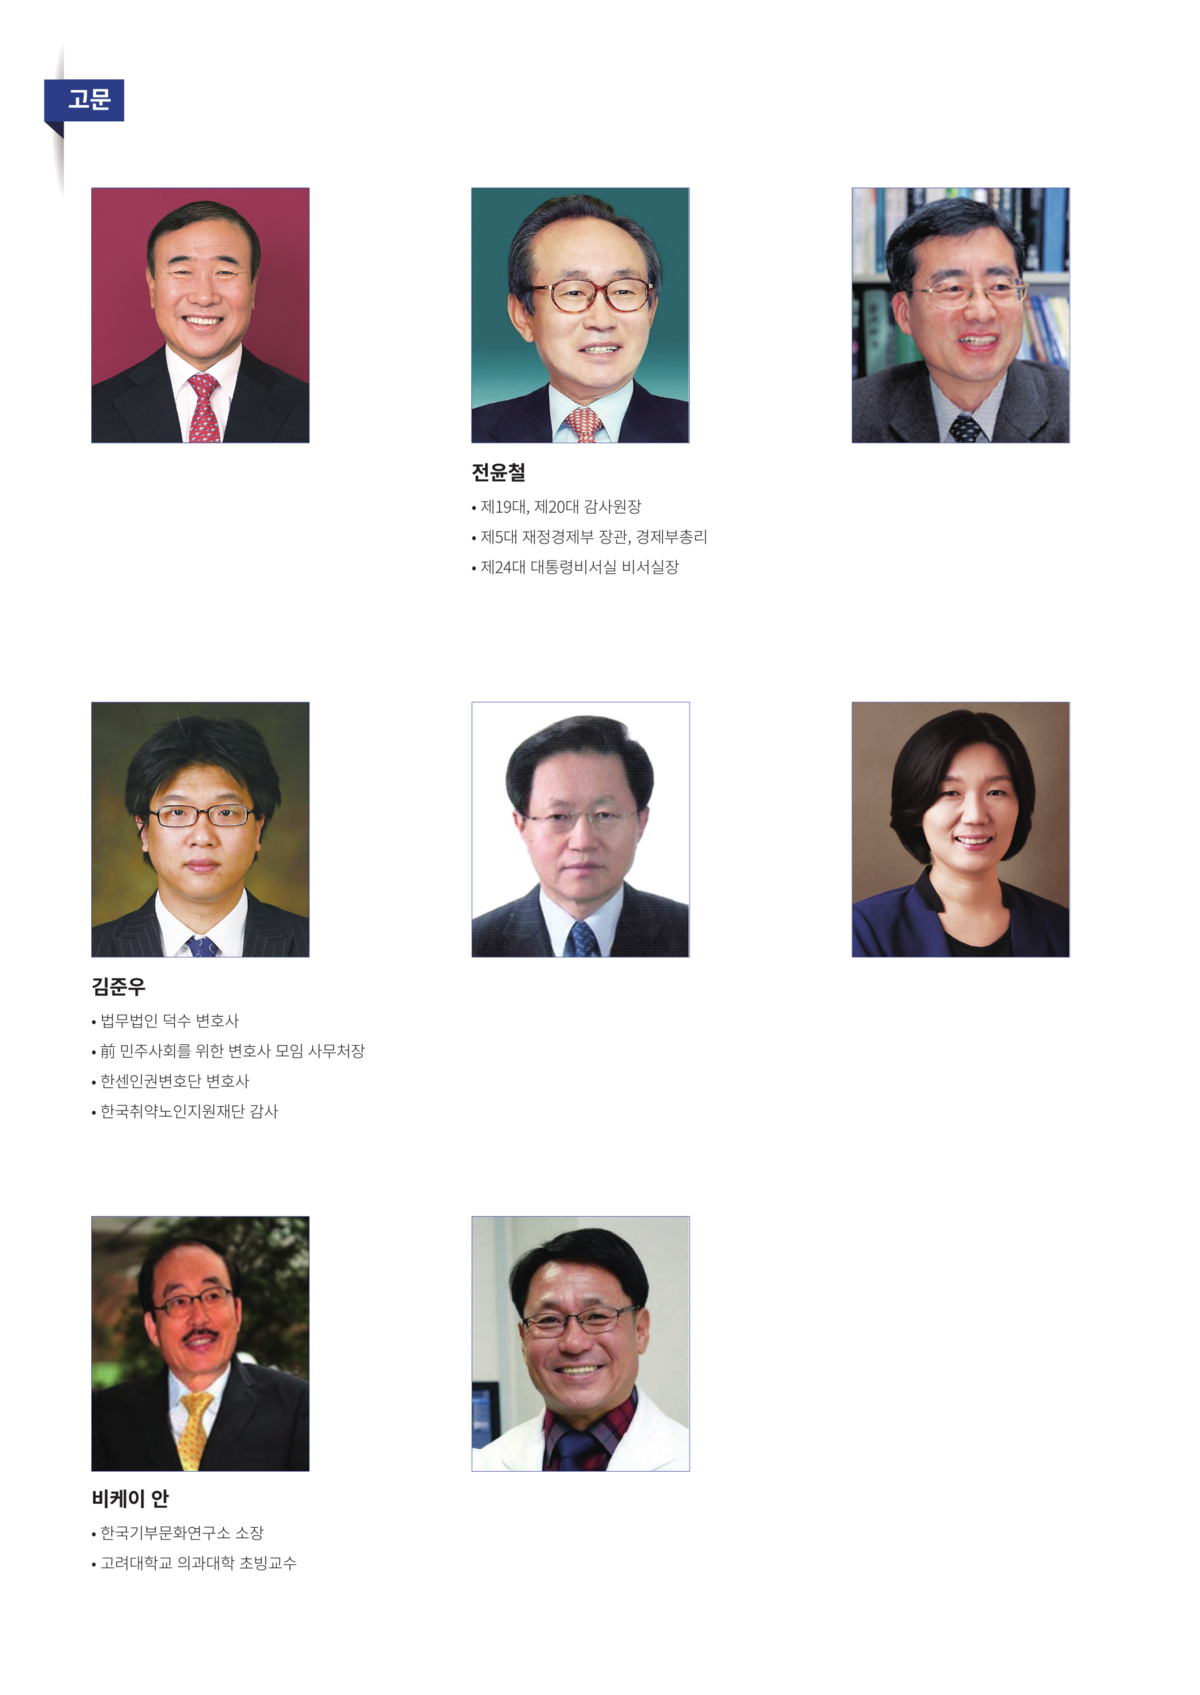 고문
전윤철
• 제19대, 제20대 감사원장
• 제5대 재정경제부 장관, 경제부총리
• 제24대 대통령비서실 비서실장
김준우
• 법무법인 덕수 변호사
• 前 민주사회를 위한 변호사 모임 사무처장
• 한센인권변호단 변호사
• 한국취약노인지원재단 감사
비케이 안
• 한국기부문화연구소 소장
• 고려대학교 의과대학 초빙교수